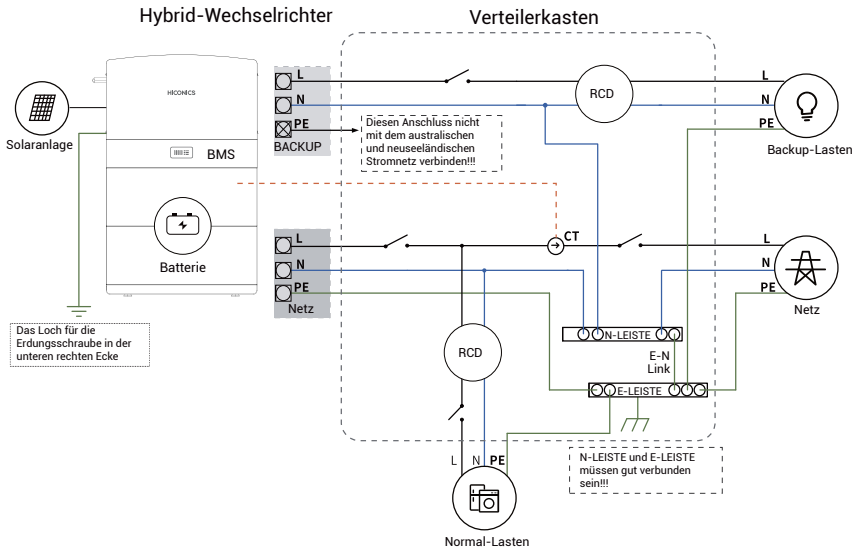 Hybrid-Wechselrichter
Verteilerkasten
HICONICS
Solaranlage
BMS
Batterie
Das Loch für die
Erdungsschraube in der
unteren rechten Ecke
L
N
PE
BACKUP
Diesen Anschluss nicht
mit dem australischen
und neuseeländischen
Stromnetz verbinden!!!
RCD
L
N
PE
Backup-Lasten
L
N
PE
Netz
CT
L
N
PE
Netz
RCD
N-LEISTE
E-N
Link
E-LEISTE
L N PE
N-LEISTE und E-LEISTE
müssen gut verbunden
sein!!!
Normal-Lasten